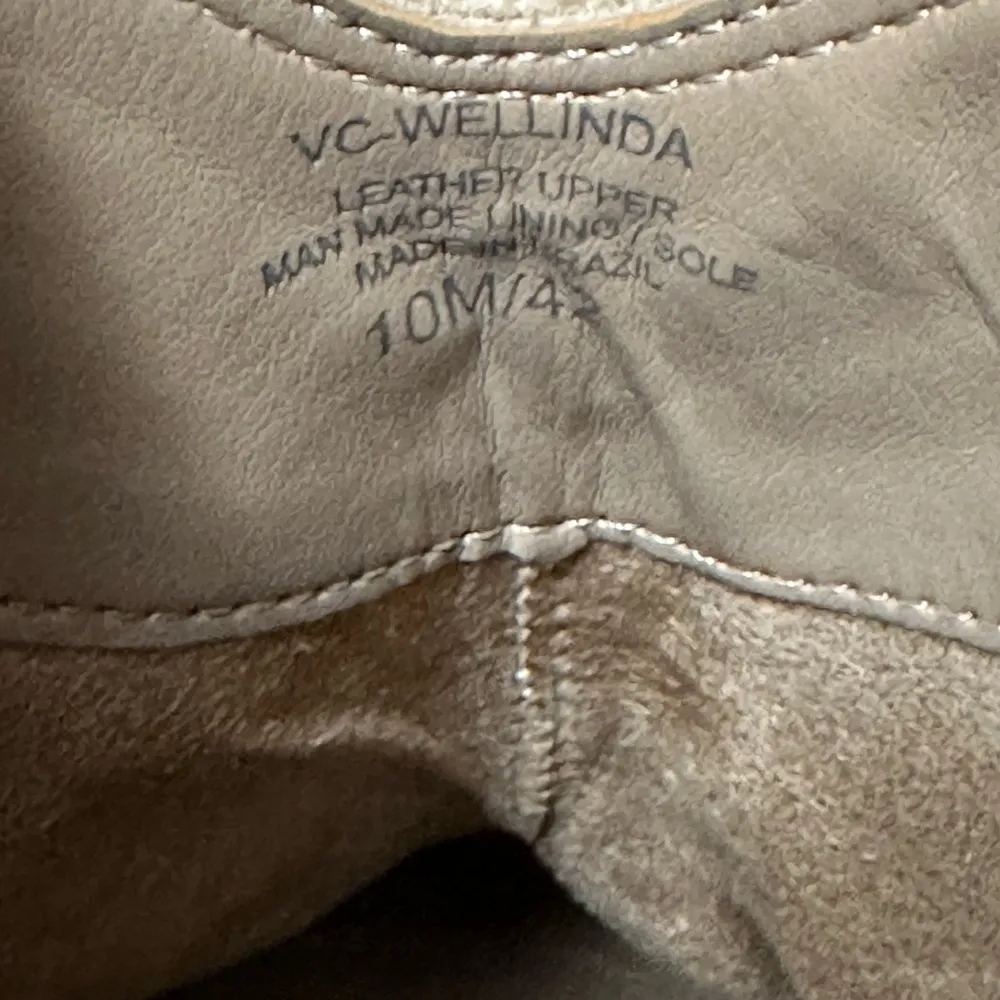 VC-WELLINDA
LEATHER UPPER
MAN MADE LINING / SOLE
MADE IN BRAZIL
10M/42